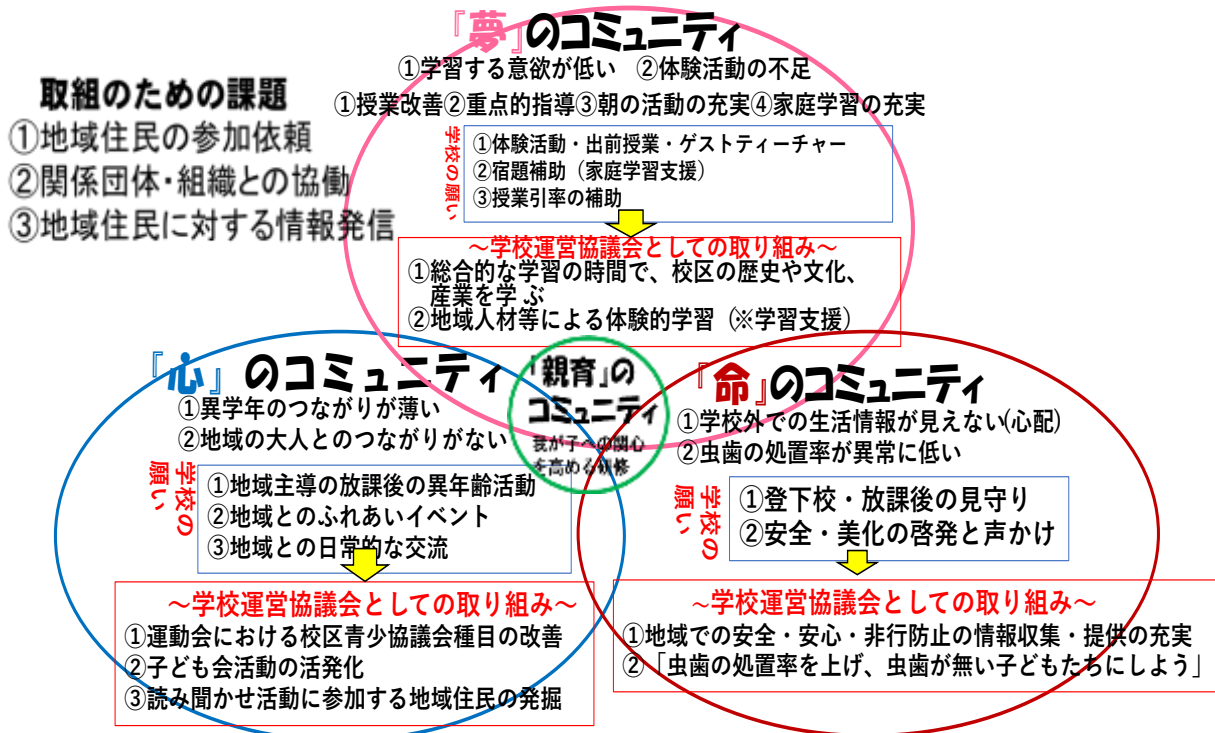 『夢』のコミュニティ
①学習する意欲が低い ②体験活動の不足
①授業改善②重点的指導③朝の活動の充実④家庭学習の充実
学校の願い
①体験活動・出前授業・ゲストティーチャー
②宿題補助（家庭学習支援）
③授業引率の補助
～学校運営協議会としての取り組み～
①総合的な学習の時間で、校区の歴史や文化、
産業を学 ぶ
②地域人材等による体験的学習（※学習支援）
取組のための課題
①地域住民の参加依頼
②関係団体・組織との協働
③地域住民に対する情報発信
『心』のコミュニティ
①異学年のつながりが薄い
②地域の大人とのつながりがない
学校の
願い
①地域主導の放課後の異年齢活動
②地域とのふれあいイベント
③地域との日常的な交流
～学校運営協議会としての取り組み～
①運動会における校区青少協議会種目の改善
②子ども会活動の活発化
③読み聞かせ活動に参加する地域住民の発掘
「親育」の
コミュニティ
我が子への関心
を高める研修
『命』のコミュニティ
①学校外での生活情報が見えない(心配)
②虫歯の処置率が異常に低い
学校の
願い
①登下校・放課後の見守り
②安全・美化の啓発と声かけ
～学校運営協議会としての取り組み～
①地域での安全・安心・非行防止の情報収集・提供の充実
②「虫歯の処置率を上げ、虫歯が無い子どもたちにしよう」